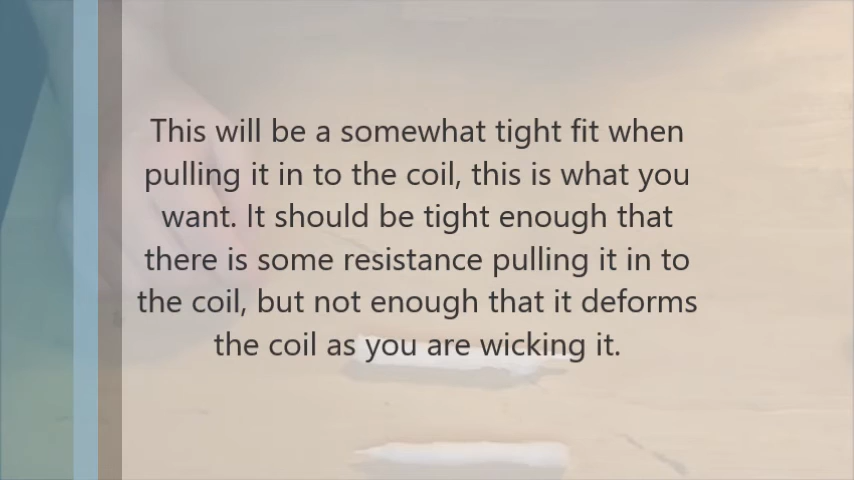 This will be a somewhat tight fit when
pulling it in to the coil, this is what you
want. It should be tight enough that
there is some resistance pulling it in to
the coil, but not enough that it deforms
the coil as you are wicking it.